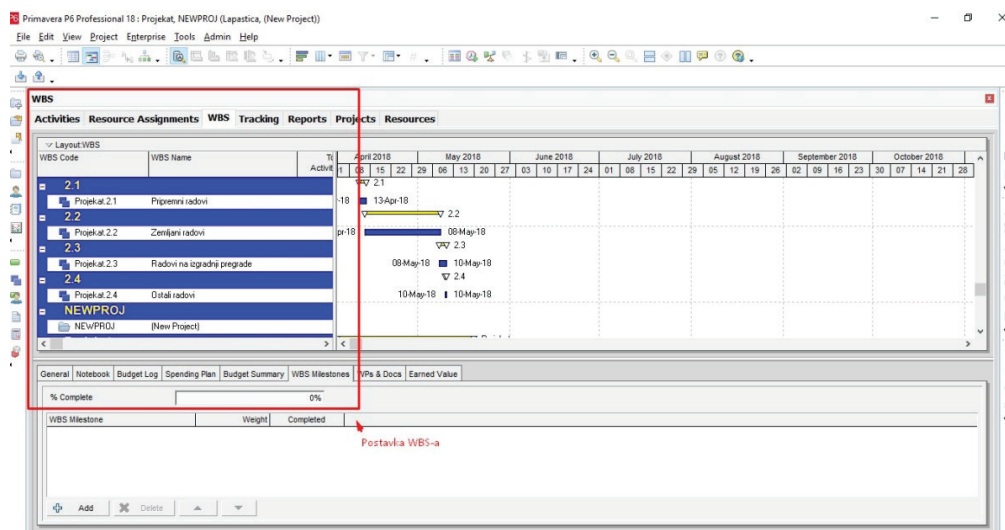 P6 Primavera P6 Professional 18 : Projekat, NEWPROJ (Lapastica, (New Project))
File Edit View Project Enterprise Tools Admin Help
WBS
Activities Resource Assignments WBS Tracking Reports Projects Resources
Layout:WBS
WBS Code WBS Name April 2018 May 2018 June 2018 July 2018 August 2018 September 2018 October 2018
Activit 1 08 15 22 29 06 13 20 27 03 10 17 24 01 08 15 22 29 05 12 19 26 02 09 16 23 30 07 14 21 28
2.1 2.1
Projekat.2.1 Pripremni radovi -18 13-Apr-18
2.2 2.2
Projekat.2.2 Zemljani radovi pr-18 08-May-18
2.3 2.3
Projekat.2.3 Radovi na izgradnji pregrade 08-May-18 10-May-18
2.4 2.4
Projekat.2.4 Ostali radovi 10-May-18 10-May-18
NEWPROJ
NEWPROJ (New Project)
General Notebook Budget Log Spending Plan Budget Summary WBS Milestones WPs & Docs Earned Value
% Complete 0%
WBS Milestone Weight Completed
Postavka WBS-a
Add Delete